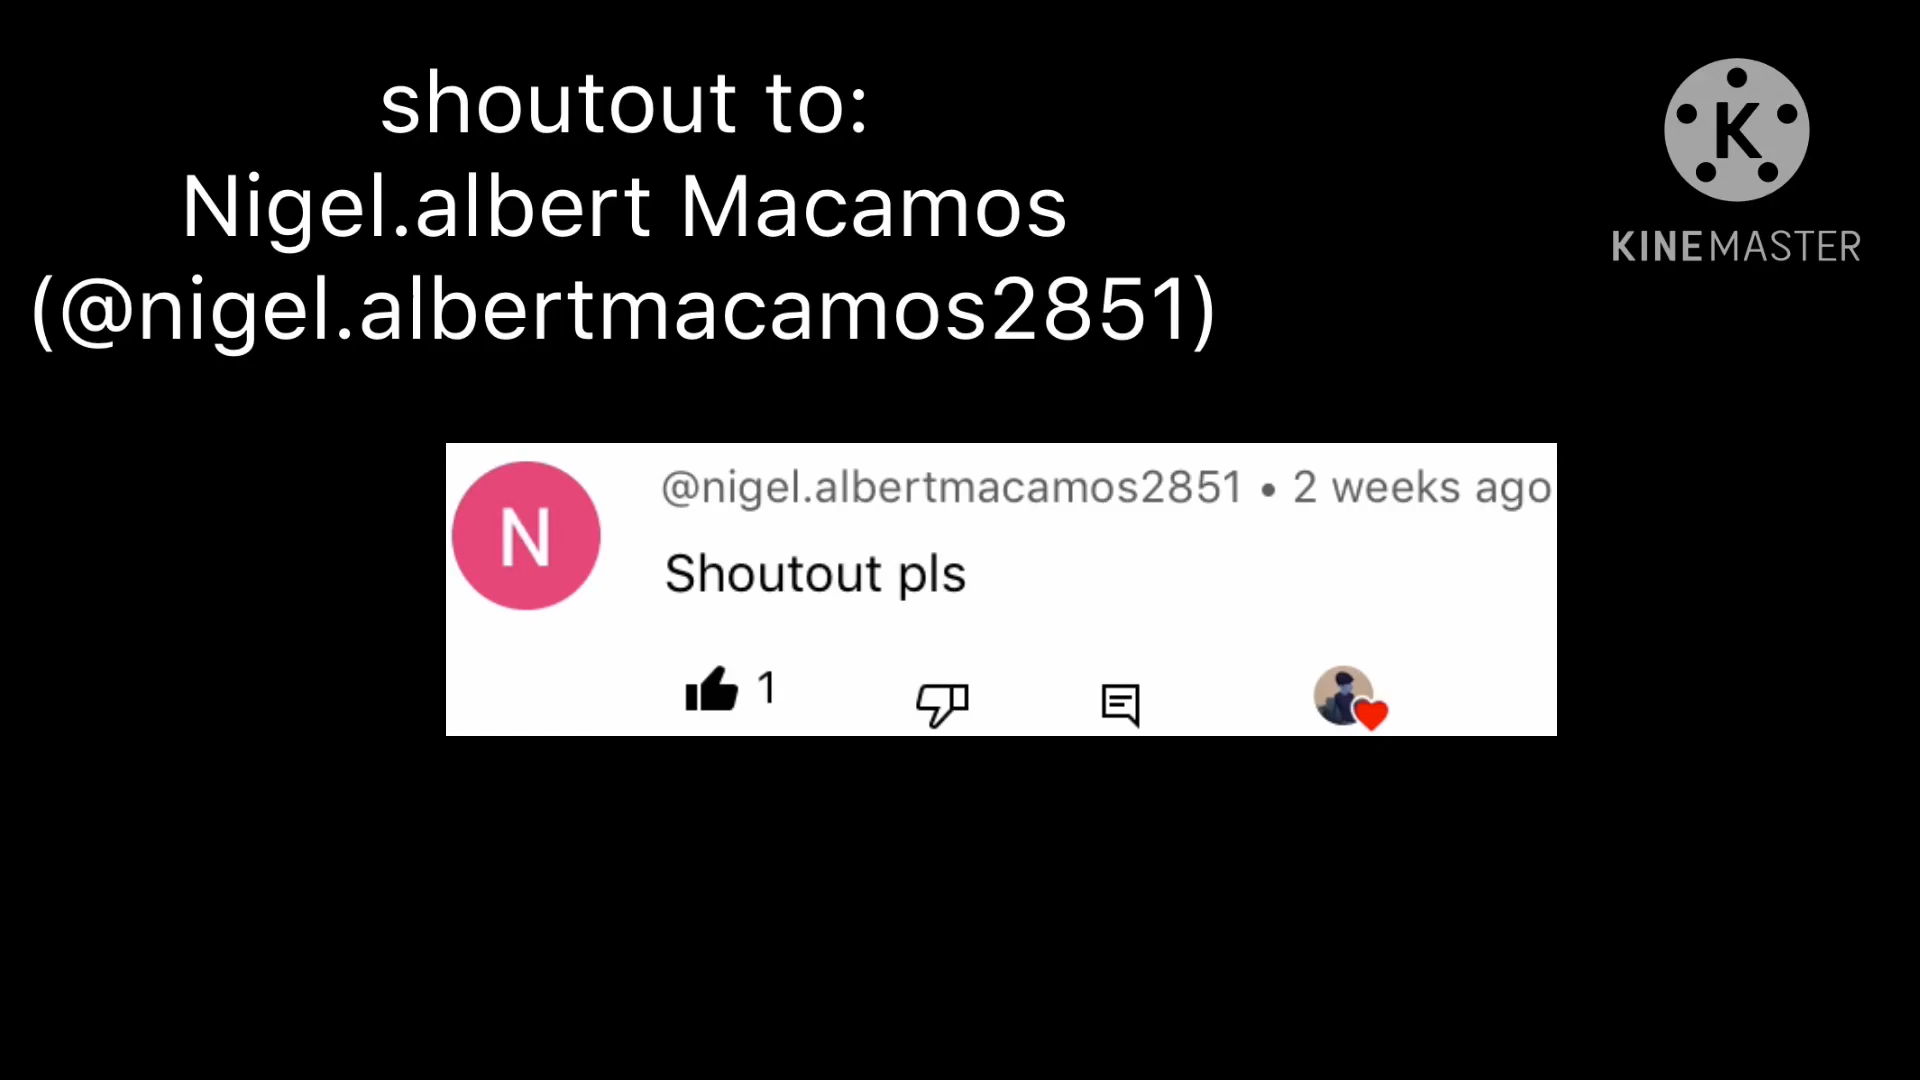 shoutout to:
Nigel.albert Macamos
(@nigel.albertmacamos2851)
K
KINEMASTER
N
@nigel.albertmacamos2851 • 2 weeks ago
Shoutout pls
1